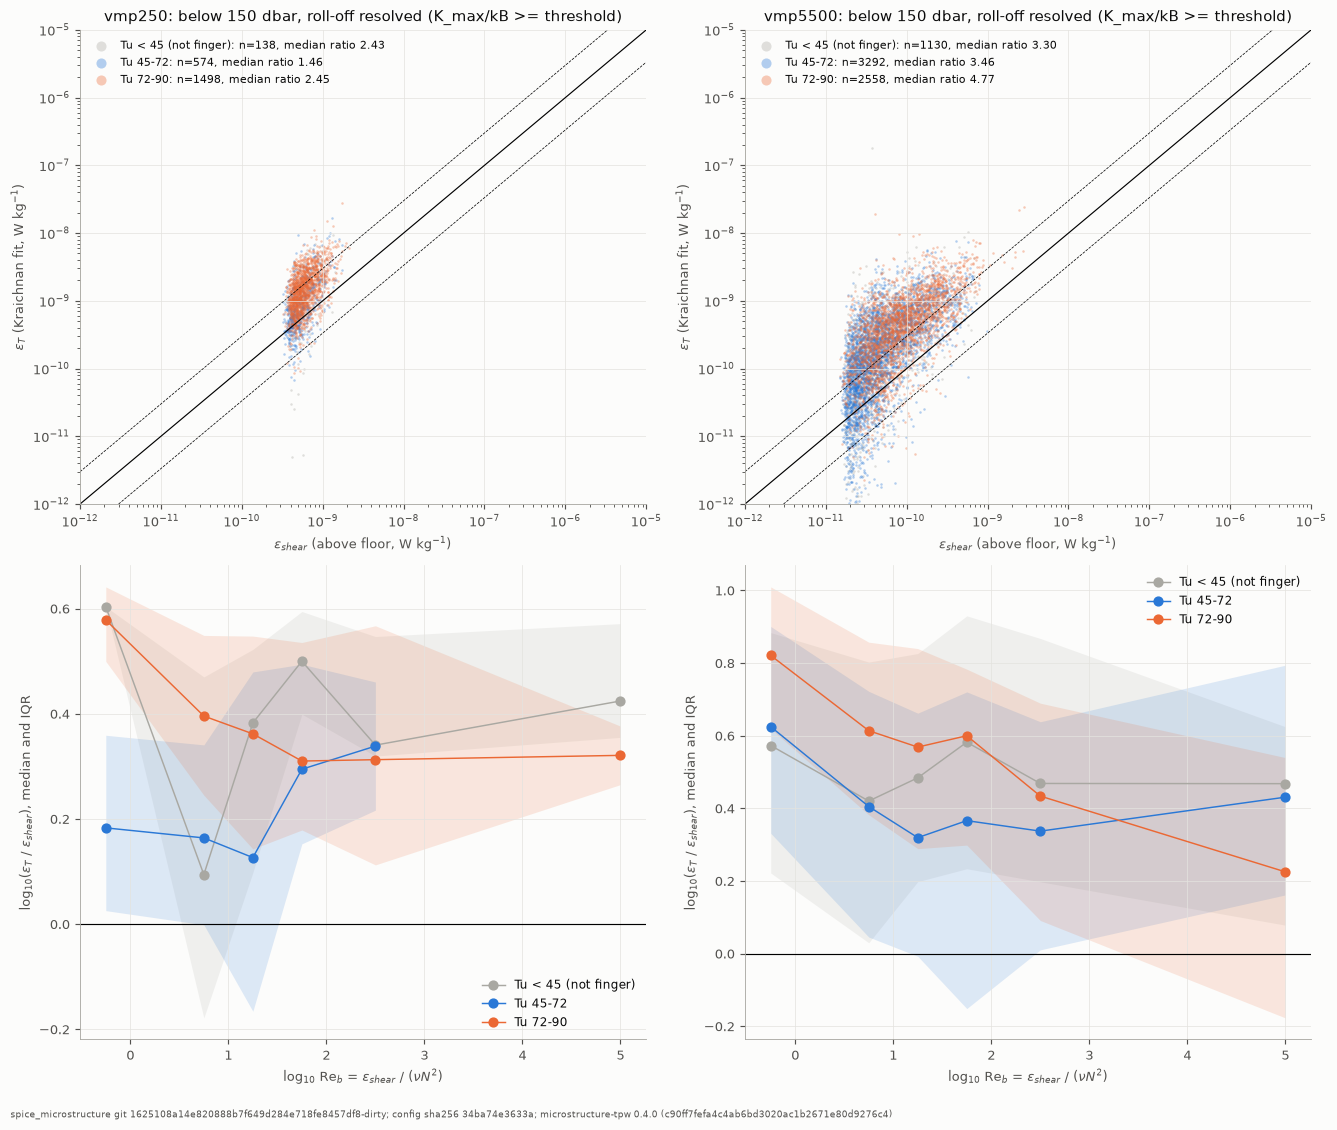 vmp250: below 150 dbar, roll-off resolved (K_max/kB >= threshold)
10⁻⁵
10⁻⁶
10⁻⁷
10⁻⁸
10⁻⁹
10⁻¹⁰
10⁻¹¹
10⁻¹²
ε_T (Kraichnan fit, W kg⁻¹)
Tu < 45 (not finger): n=138, median ratio 2.43
Tu 45-72: n=574, median ratio 1.46
Tu 72-90: n=1498, median ratio 2.45
10⁻¹² 10⁻¹¹ 10⁻¹⁰ 10⁻⁹ 10⁻⁸ 10⁻⁷ 10⁻⁶ 10⁻⁵
ε_shear (above floor, W kg⁻¹)
vmp5500: below 150 dbar, roll-off resolved (K_max/kB >= threshold)
10⁻⁵
10⁻⁶
10⁻⁷
10⁻⁸
10⁻⁹
10⁻¹⁰
10⁻¹¹
10⁻¹²
ε_T (Kraichnan fit, W kg⁻¹)
Tu < 45 (not finger): n=1130, median ratio 3.30
Tu 45-72: n=3292, median ratio 3.46
Tu 72-90: n=2558, median ratio 4.77
10⁻¹² 10⁻¹¹ 10⁻¹⁰ 10⁻⁹ 10⁻⁸ 10⁻⁷ 10⁻⁶ 10⁻⁵
ε_shear (above floor, W kg⁻¹)
0.6
0.4
0.2
0.0
−0.2
log₁₀(ε_T / ε_shear), median and IQR
Tu < 45 (not finger)
Tu 45-72
Tu 72-90
0 1 2 3 4 5
log₁₀ Re_b = ε_shear / (νN²)
1.0
0.8
0.6
0.4
0.2
0.0
−0.2
log₁₀(ε_T / ε_shear), median and IQR
Tu < 45 (not finger)
Tu 45-72
Tu 72-90
0 1 2 3 4 5
log₁₀ Re_b = ε_shear / (νN²)
spice_microstructure git 1625108a14e820888b7f649d284e718fe8457df8-dirty; config sha256 34ba74e3633a; microstructure-tpw 0.4.0 (c90ff7fefa4c4ab6bd3020ac1b2671e80d9276c4)